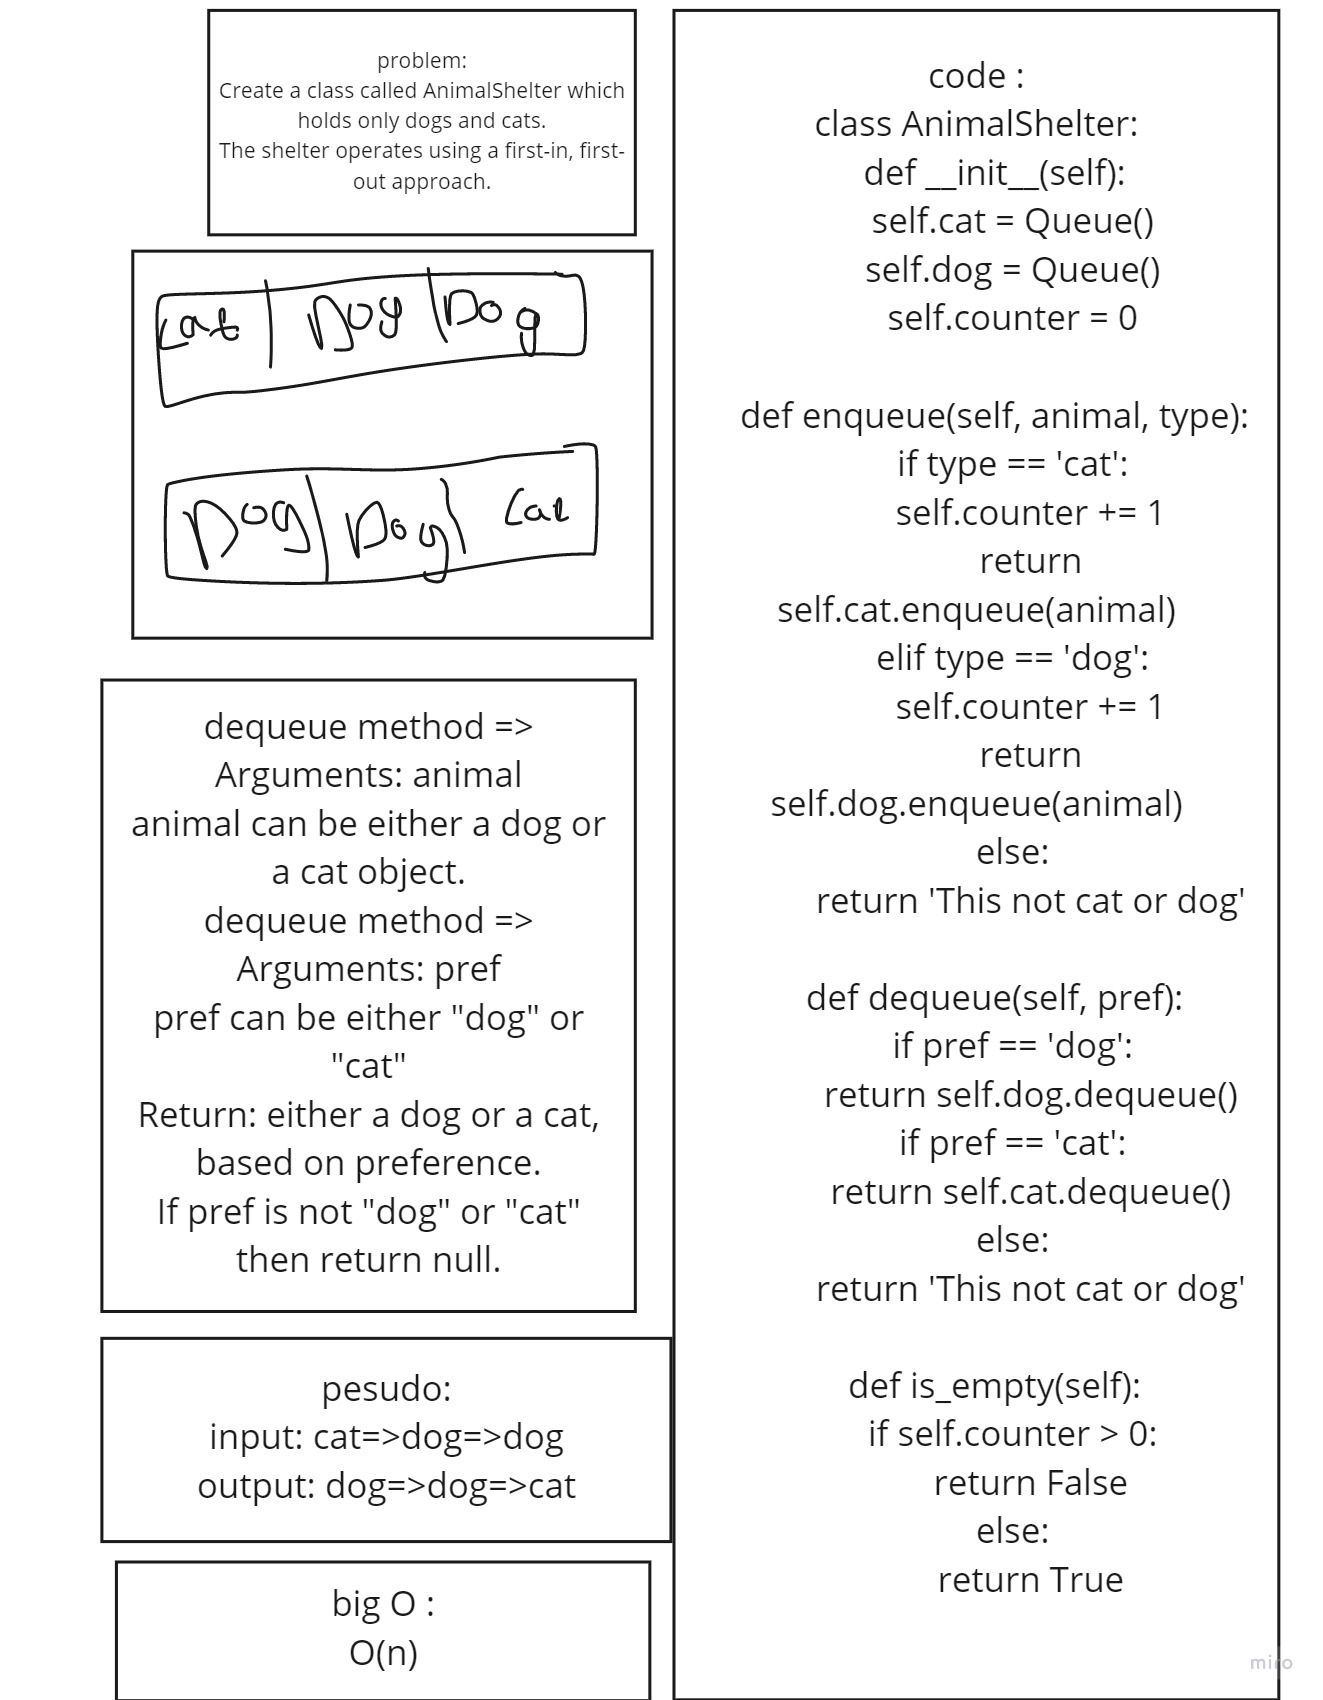 problem:
Create a class called AnimalShelter which
holds only dogs and cats.
The shelter operates using a first-in, first-
out approach.
cat Dog Dog
Dog Dog cat
dequeue method =>
Arguments: animal
animal can be either a dog or
a cat object.
dequeue method =>
Arguments: pref
pref can be either "dog" or
"cat"
Return: either a dog or a cat,
based on preference.
If pref is not "dog" or "cat"
then return null.
pesudo:
input: cat=>dog=>dog
output: dog=>dog=>cat
big O :
O(n)
code :
class AnimalShelter:
def __init__(self):
self.cat = Queue()
self.dog = Queue()
self.counter = 0
def enqueue(self, animal, type):
if type == 'cat':
self.counter += 1
return
self.cat.enqueue(animal)
elif type == 'dog':
self.counter += 1
return
self.dog.enqueue(animal)
else:
return 'This not cat or dog'
def dequeue(self, pref):
if pref == 'dog':
return self.dog.dequeue()
if pref == 'cat':
return self.cat.dequeue()
else:
return 'This not cat or dog'
def is_empty(self):
if self.counter > 0:
return False
else:
return True
miro